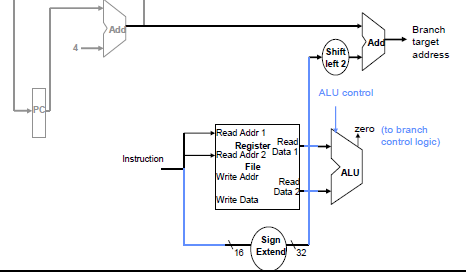 Add
Branch
target
address
Add
4
Shift
left 2
PC
ALU control
zero (to branch
control logic)
Read Addr 1
Register Read
Data 1
Instruction
Read Addr 2
File
Write Addr
ALU
Read
Data 2
Write Data
Sign
Extend
16
32